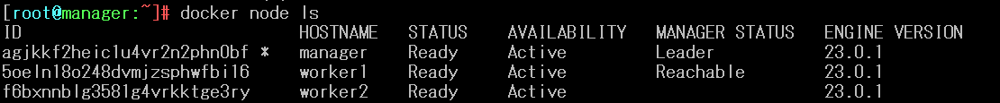 [root@manager:~]# docker node ls
ID HOSTNAME STATUS AVAILABILITY MANAGER STATUS ENGINE VERSION
agjkkf2heic1u4vr2n2phn0bf * manager Ready Active Leader 23.0.1
5oeln18o248dvmjzsphwfbi16 worker1 Ready Active Reachable 23.0.1
f6bxnnblg3581g4vrkktge3ry worker2 Ready Active 23.0.1